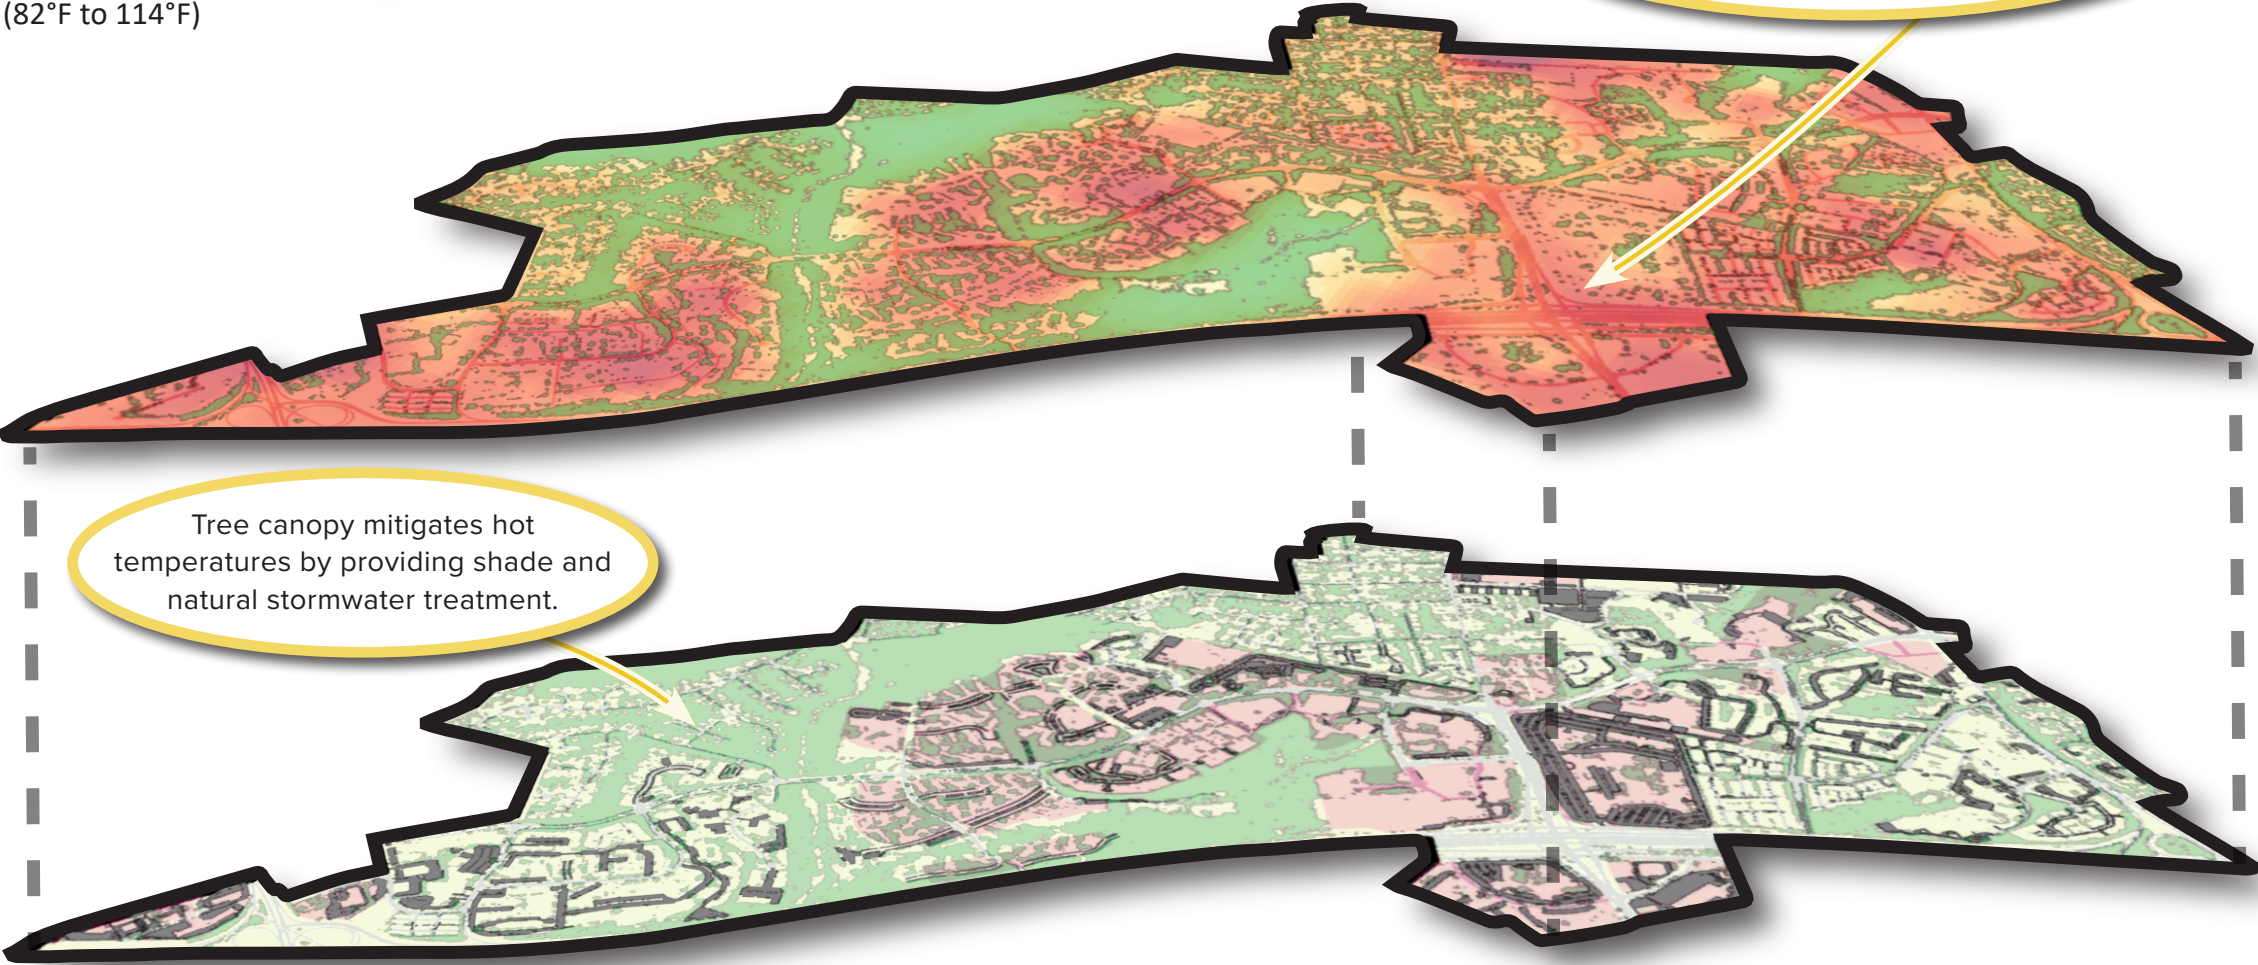 (82°F to 114°F)
Tree canopy mitigates hot
temperatures by providing shade and
natural stormwater treatment.